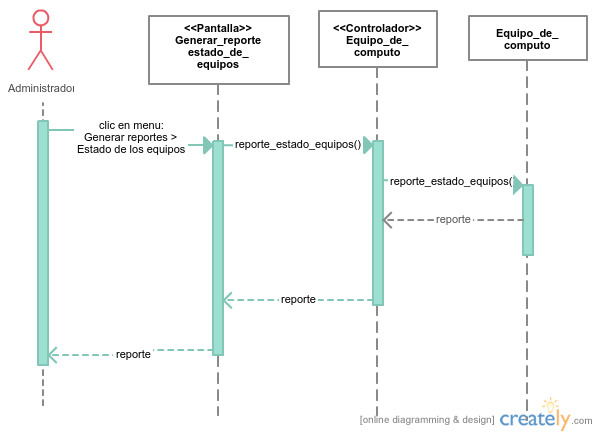 <<Pantalla>>
Generar_reporte
estado_de_
equipos
<<Controlador>>
Equipo_de_
computo
Equipo_de_
computo
Administrador
clic en menu:
Generar reportes >
Estado de los equipos
reporte_estado_equipos()
reporte_estado_equipos()
reporte
reporte
reporte
[online diagramming & design] creately.com